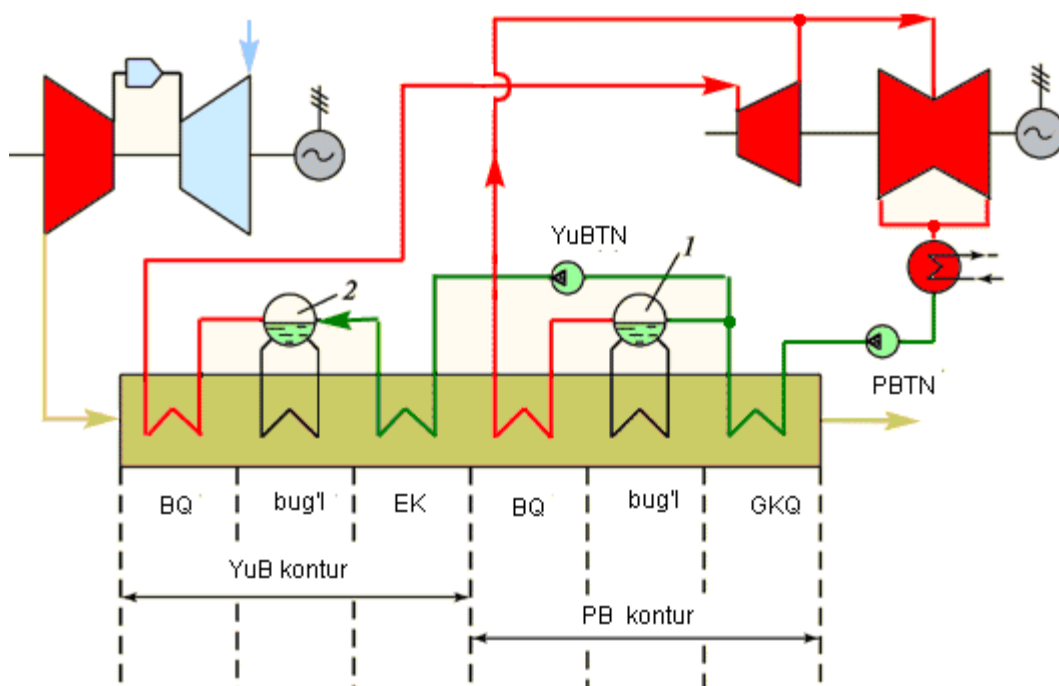 YuBTN
1
2
PBTN
BQ bug'l EK BQ bug'l GKQ
YuB kontur
PB kontur